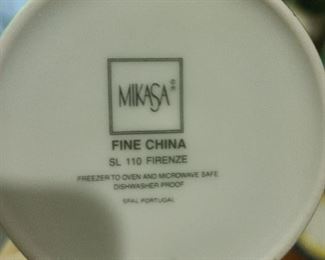 MIKASA®
FINE CHINA
SL 110 FIRENZE
FREEZER TO OVEN AND MICROWAVE SAFE
DISHWASHER PROOF
SPAL PORTUGAL